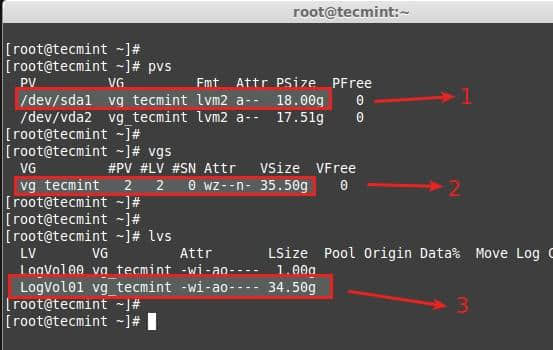 root@tecmint:~
[root@tecmint ~]#
[root@tecmint ~]# pvs
PV VG Fmt Attr PSize PFree
/dev/sda1 vg_tecmint lvm2 a-- 18.00g 0 1
/dev/vda2 vg_tecmint lvm2 a-- 17.51g 0
[root@tecmint ~]#
[root@tecmint ~]# vgs
VG #PV #LV #SN Attr VSize VFree
vg_tecmint 2 2 0 wz--n- 35.50g 0 2
[root@tecmint ~]#
[root@tecmint ~]#
[root@tecmint ~]# lvs
LV VG Attr LSize Pool Origin Data% Move Log C
LogVol00 vg_tecmint -wi-ao---- 1.00g
LogVol01 vg_tecmint -wi-ao---- 34.50g
[root@tecmint ~]# 3
[root@tecmint ~]#